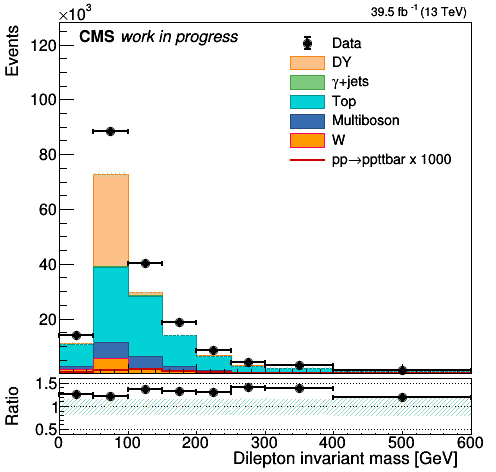 ×10³
39.5 fb⁻¹ (13 TeV)
CMS work in progress
Events
120
100
80
60
40
20
Data
DY
γ+jets
Top
Multiboson
W
pp→ppttbar x 1000
Ratio
1.5
1
0.5
0 100 200 300 400 500 600
Dilepton invariant mass [GeV]